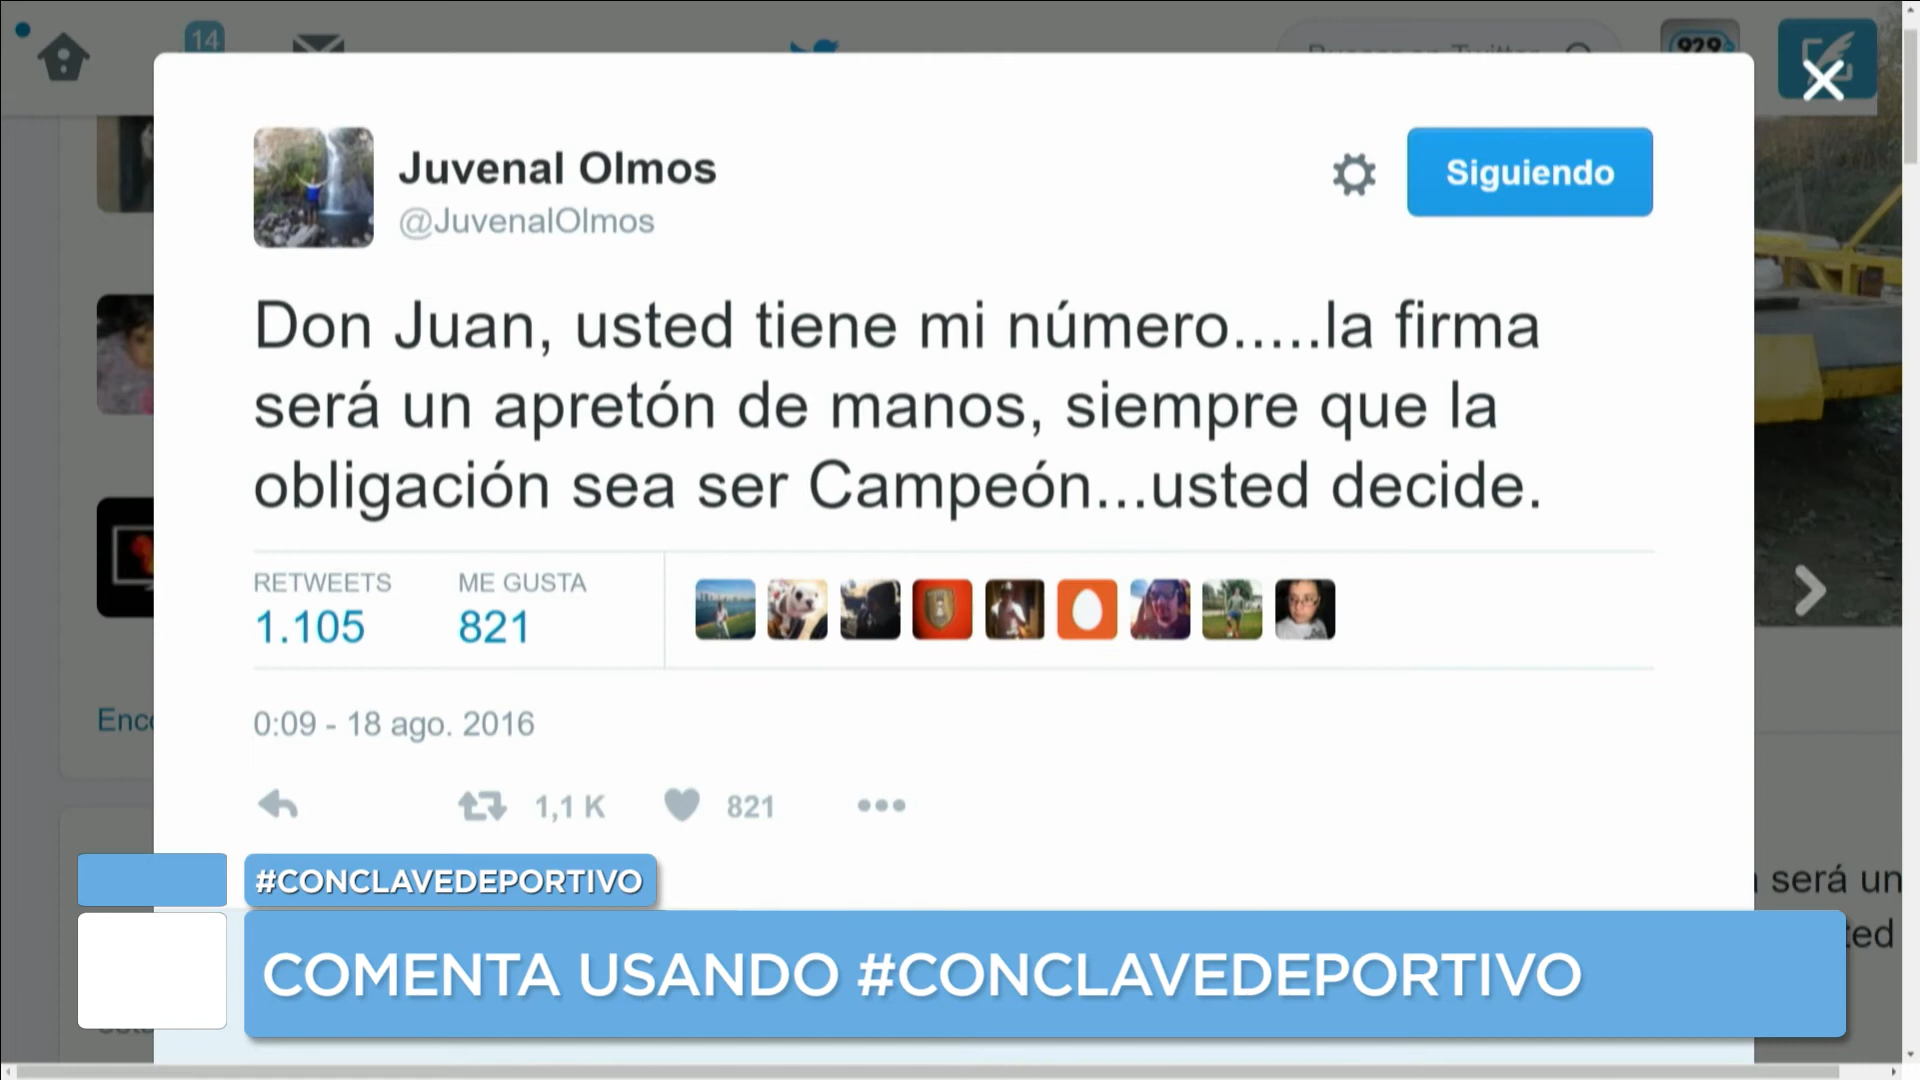 14
929
Juvenal Olmos
@JuvenalOlmos
Siguiendo
Don Juan, usted tiene mi número.....la firma
será un apretón de manos, siempre que la
obligación sea ser Campeón...usted decide.
RETWEETS
ME GUSTA
1.105
821
0:09 - 18 ago. 2016
1,1 K
821
será un
#CONCLAVEDEPORTIVO
COMENTA USANDO #CONCLAVEDEPORTIVO